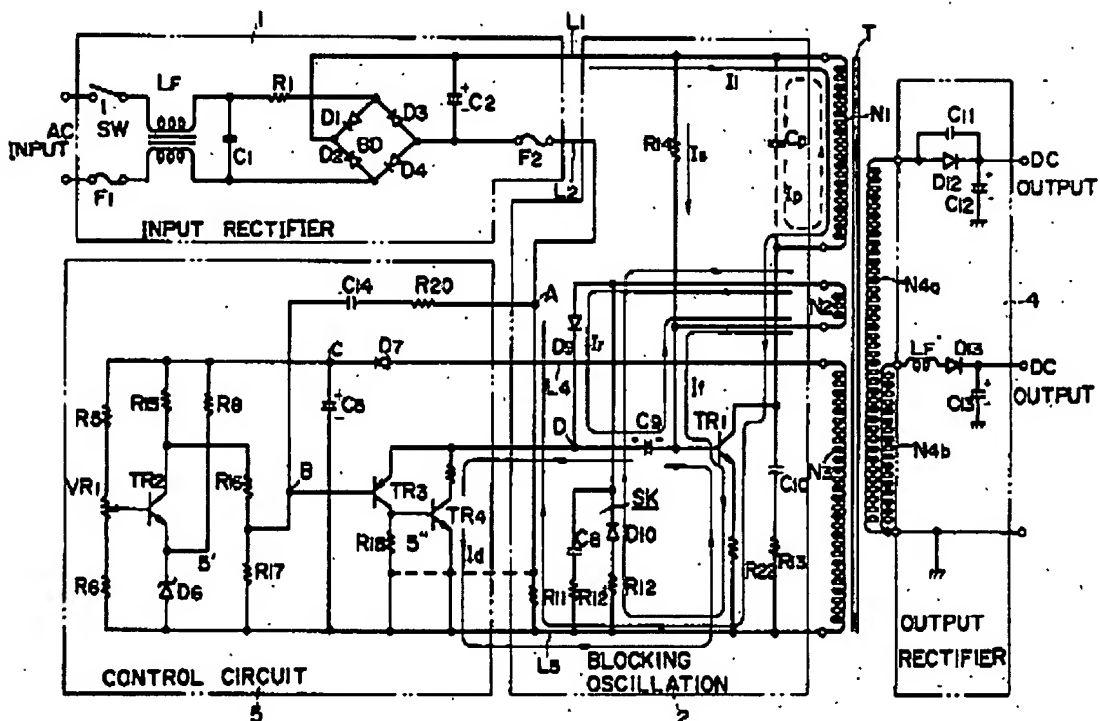 1
L1
T
LF
R1
SW
AC
INPUT
F1
C1
D1
D3
D2
BD
D4
C2
F2
L2
INPUT RECTIFIER
R14
Is
I1
Cp
Ip
N1
C11
D12
C12
DC
OUTPUT
N4a
4
C14
R20
A
N2
C
D7
D9
Ir
L4
If
TR1
LF'
D13
C13
DC
OUTPUT
N4b
R5
R15
R8
C5
D
C9
N3
VR1
TR2
R16
B
TR3
TR4
SK
C10
5'
R18
5"
Id
C8
D10
R6
D6
R17
R11
R12'
R12
R22
R13
L5
CONTROL CIRCUIT
BLOCKING
OSCILLATION
OUTPUT
RECTIFIER
5
2